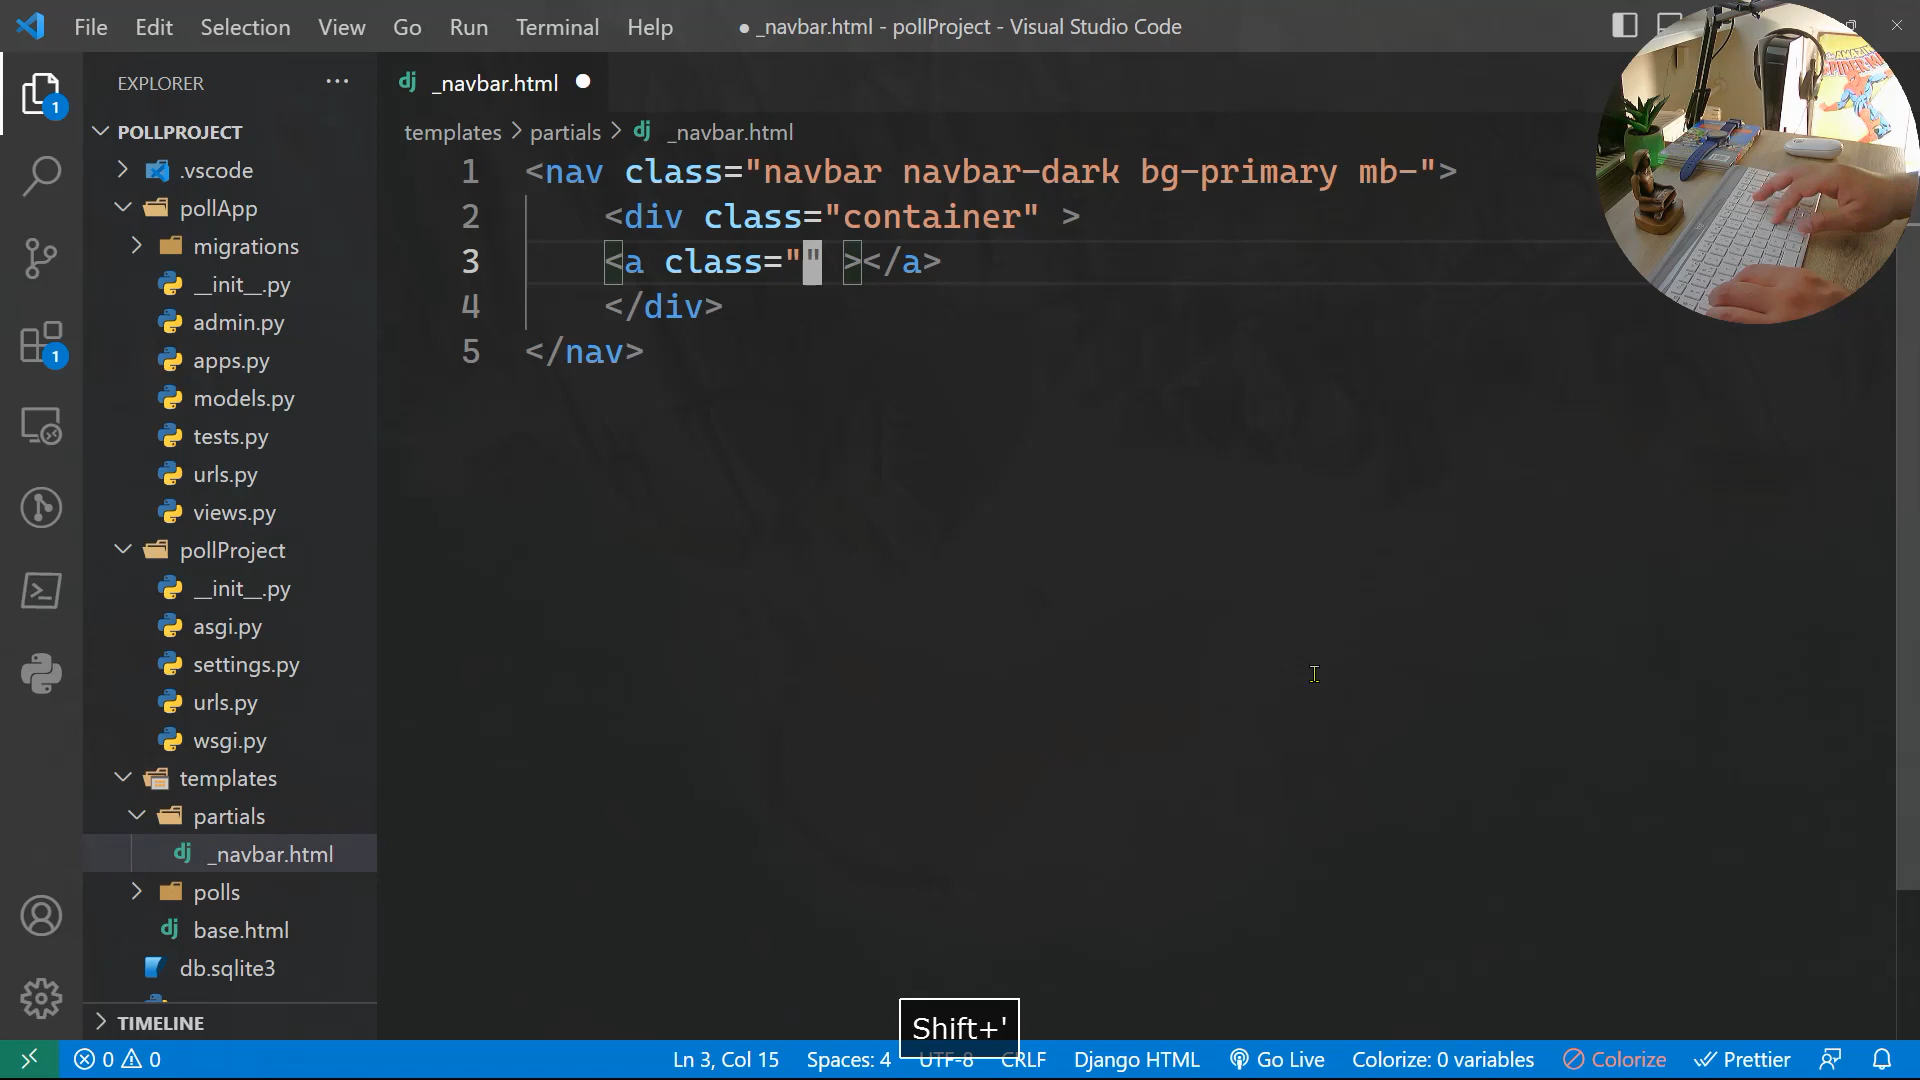 File Edit Selection View Go Run Terminal Help
● _navbar.html - pollProject - Visual Studio Code
EXPLORER
_navbar.html
POLLPROJECT
templates > partials > _navbar.html
.vscode
pollApp
migrations
__init__.py
admin.py
apps.py
models.py
tests.py
urls.py
views.py
pollProject
__init__.py
asgi.py
settings.py
urls.py
wsgi.py
templates
partials
_navbar.html
polls
base.html
db.sqlite3
TIMELINE
1 <nav class="navbar navbar-dark bg-primary mb-">
2 <div class="container" >
3 <a class="" ></a>
4 </div>
5 </nav>
1
1
AMAZING
SPIDER-MAN
Shift+'
0 0
Ln 3, Col 15 Spaces: 4 UTF-8 CRLF Django HTML Go Live Colorize: 0 variables Colorize Prettier